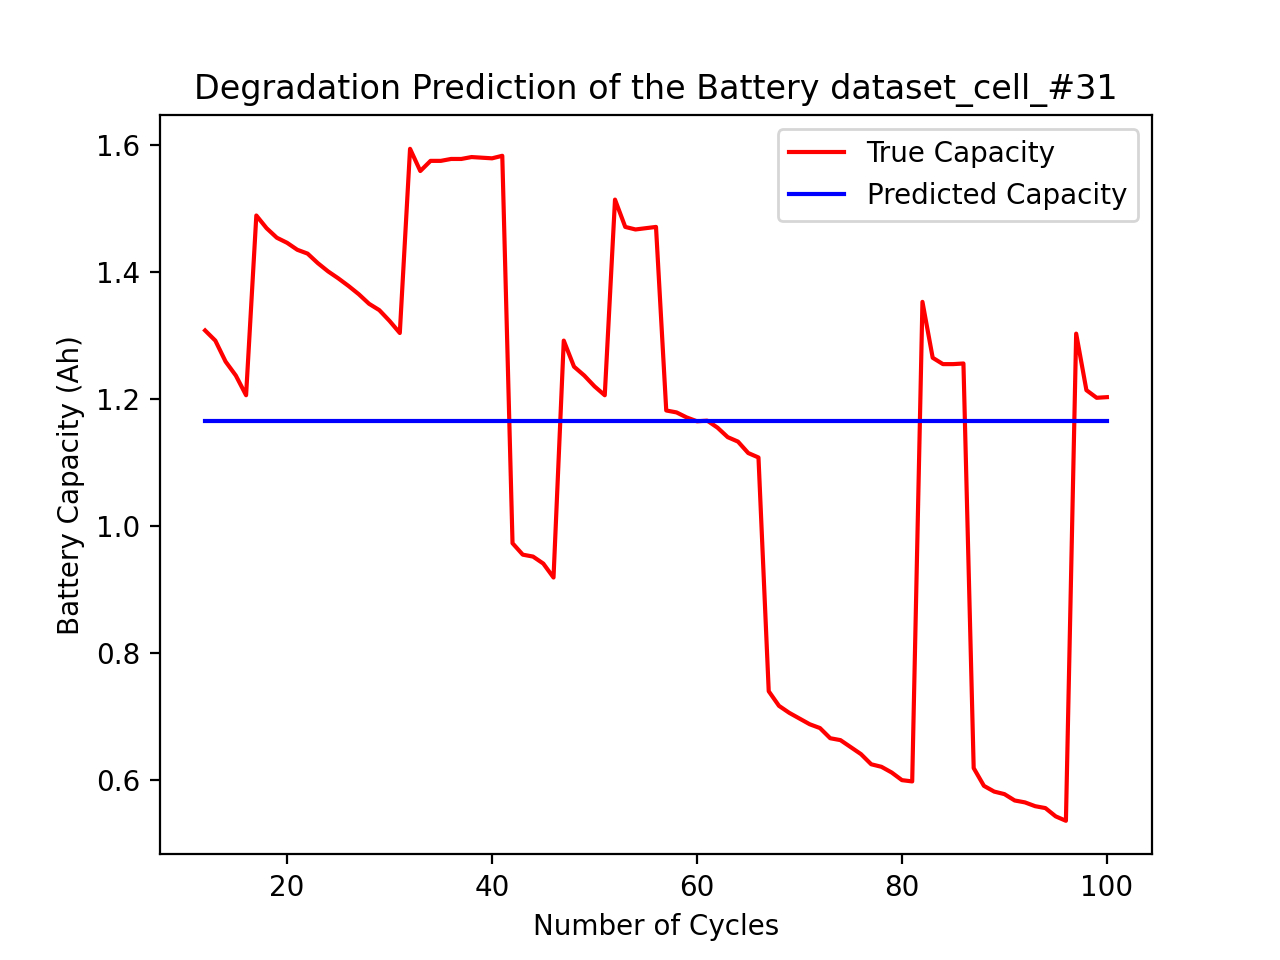 Degradation Prediction of the Battery dataset_cell_#31
True Capacity
Predicted Capacity
Battery Capacity (Ah)
1.6
1.4
1.2
1.0
0.8
0.6
20 40 60 80 100
Number of Cycles